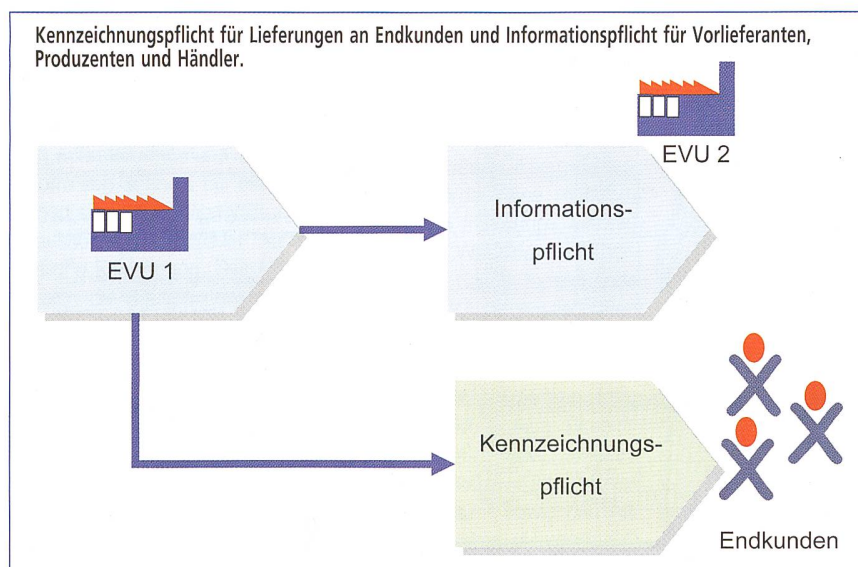 Kennzeichnungspflicht für Lieferungen an Endkunden und Informationspflicht für Vorlieferanten,
Produzenten und Händler.
EVU 2
EVU 1
Informations-
pflicht
Kennzeichnungs-
pflicht
Endkunden